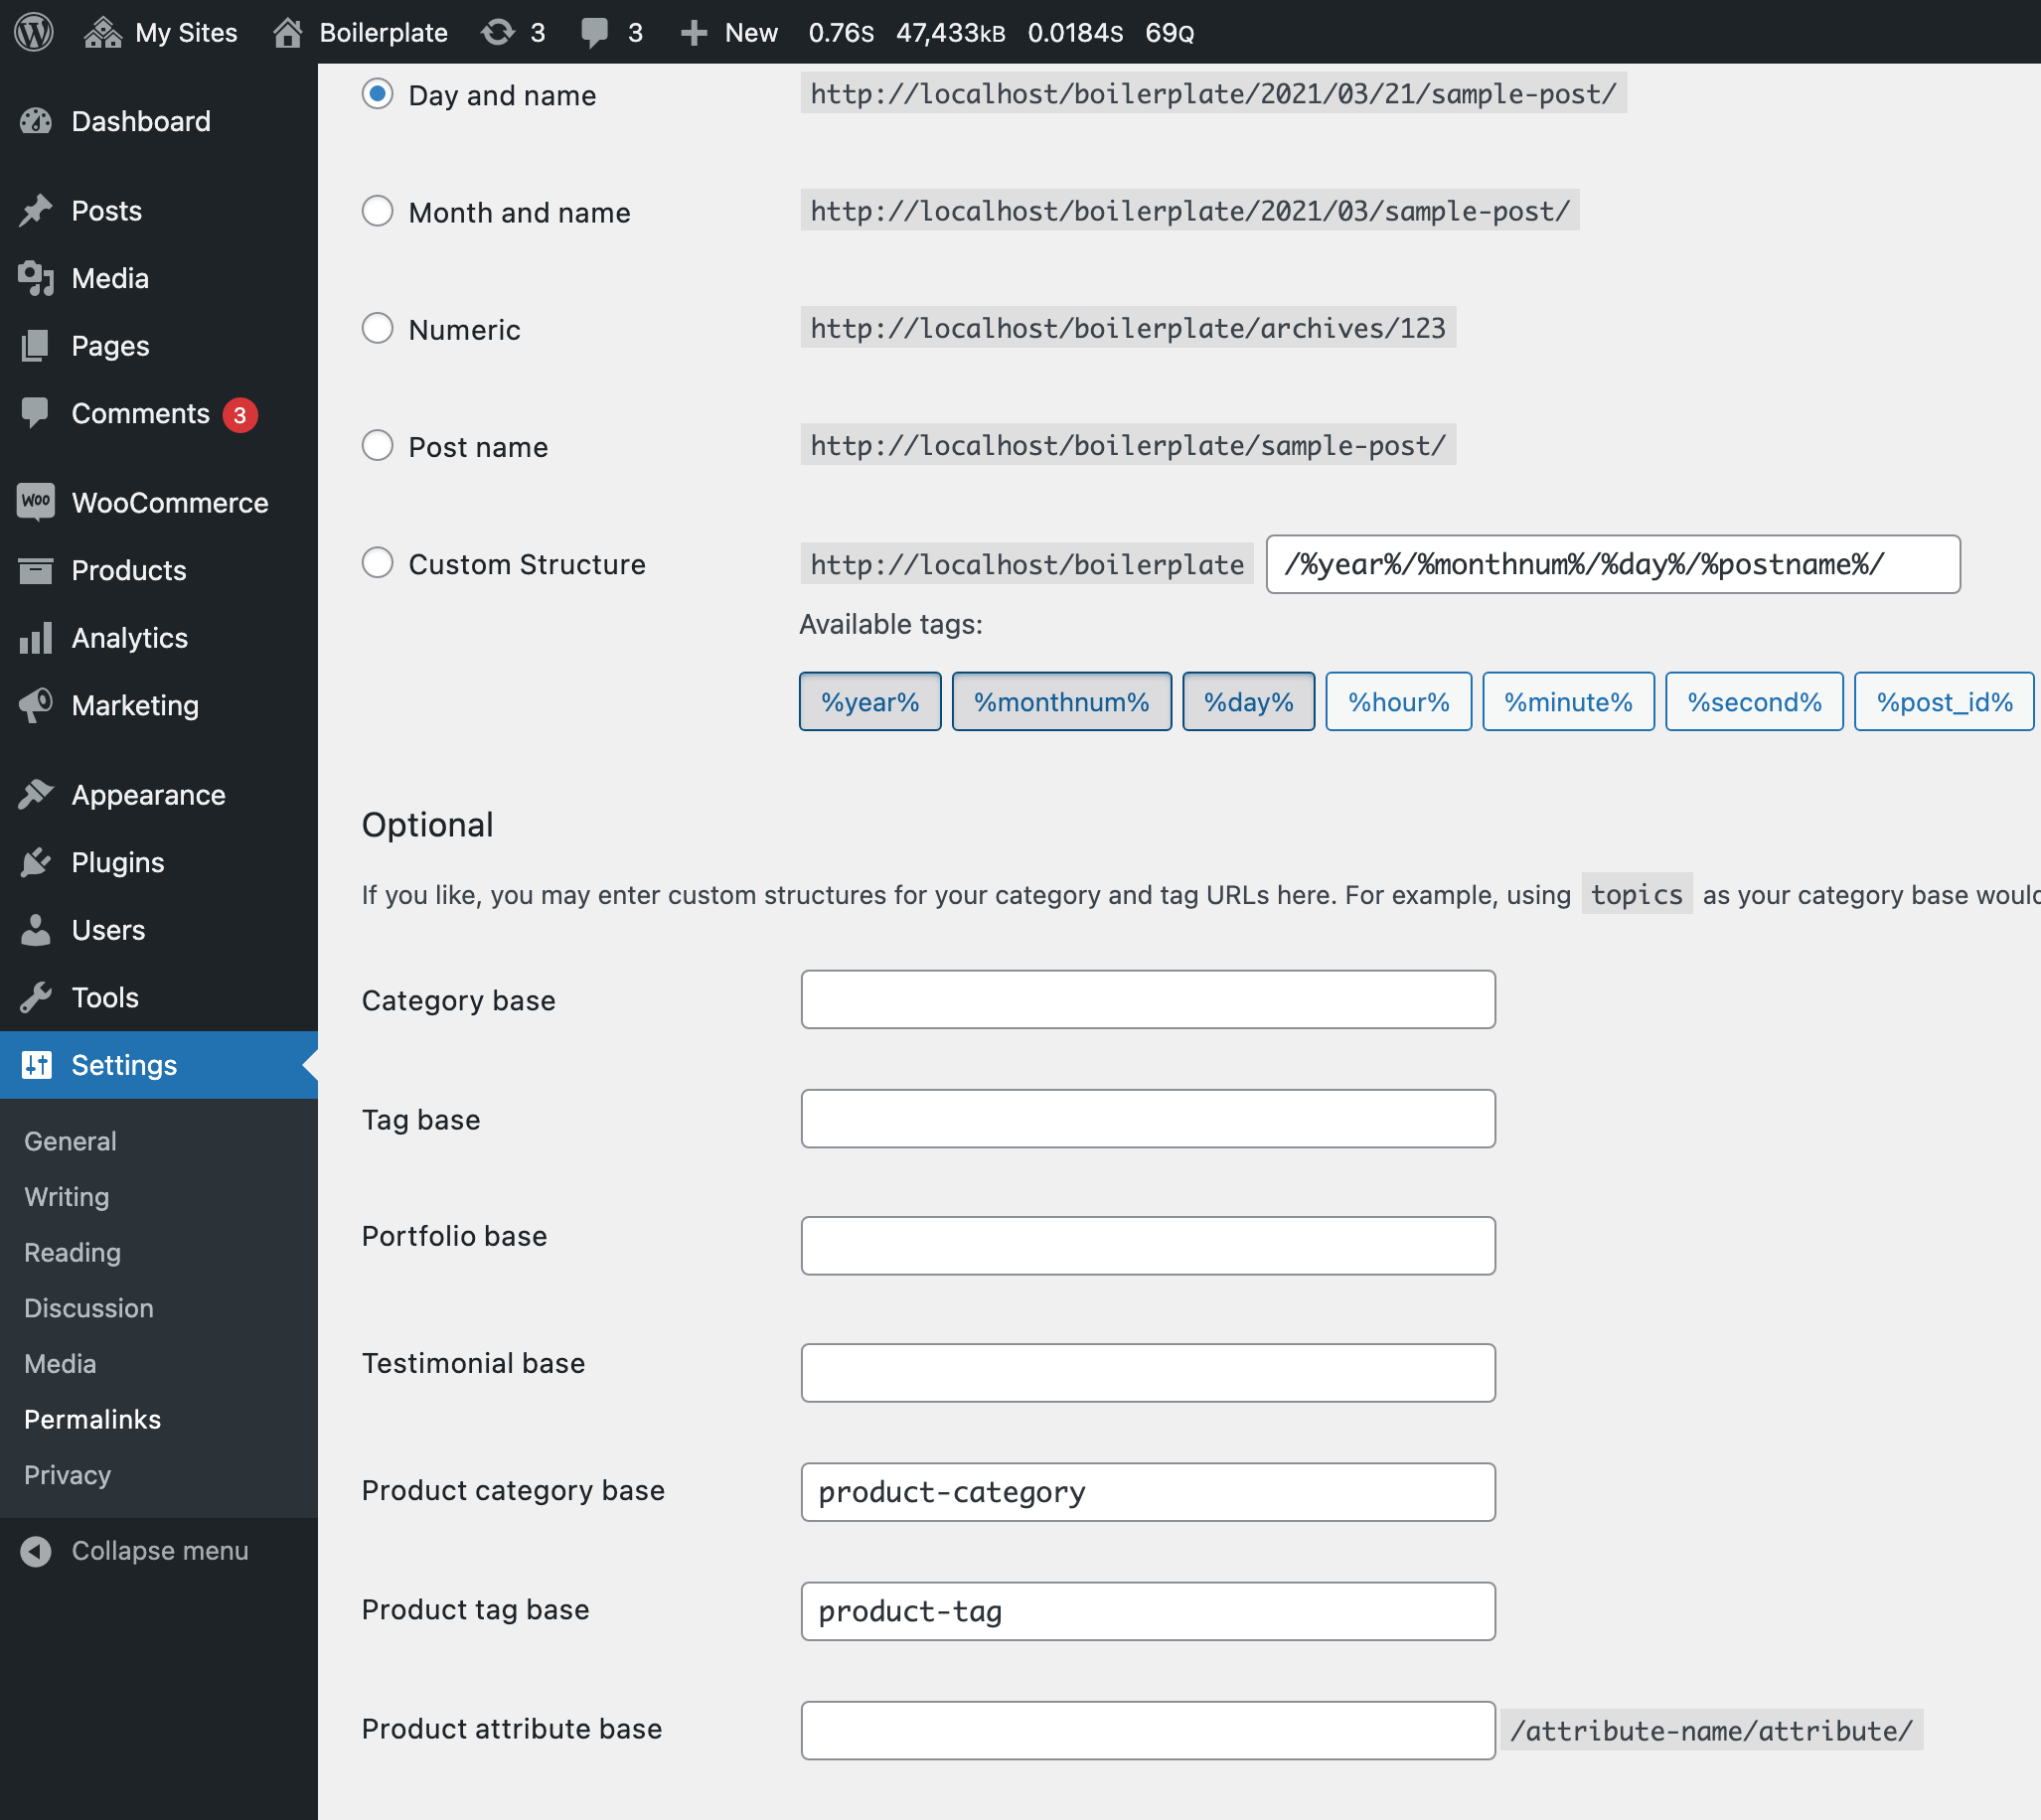 My Sites Boilerplate 3 3 New 0.76S 47,433KB 0.0184S 69Q
Dashboard
Posts
Media
Pages
Comments 3
Woo WooCommerce
Products
Analytics
Marketing
Appearance
Plugins
Users
Tools
Settings
General
Writing
Reading
Discussion
Media
Permalinks
Privacy
Collapse menu
Day and name http://localhost/boilerplate/2021/03/21/sample-post/
Month and name http://localhost/boilerplate/2021/03/sample-post/
Numeric http://localhost/boilerplate/archives/123
Post name http://localhost/boilerplate/sample-post/
Custom Structure http://localhost/boilerplate /%year%/%monthnum%/%day%/%postname%/
Available tags:
%year% %monthnum% %day% %hour% %minute% %second% %post_id%
Optional
If you like, you may enter custom structures for your category and tag URLs here. For example, using topics as your category base would
Category base
Tag base
Portfolio base
Testimonial base
Product category base product-category
Product tag base product-tag
Product attribute base /attribute-name/attribute/